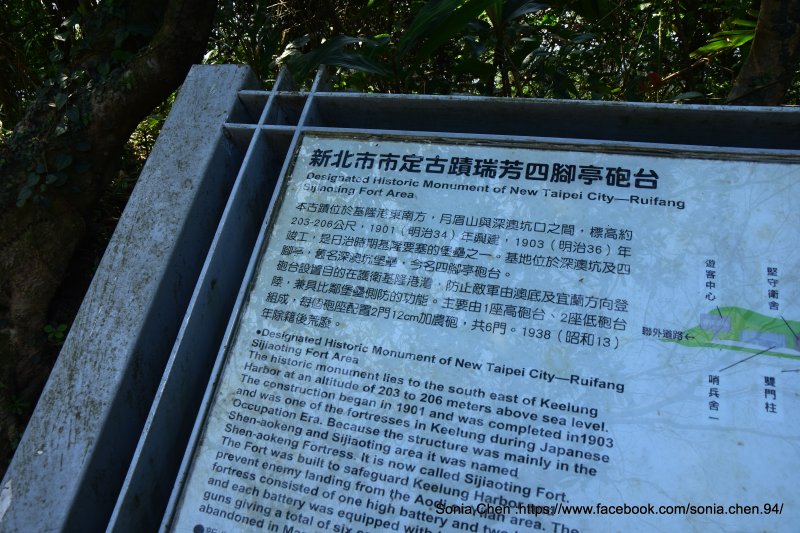 新北市市定古蹟瑞芳四腳亭砲台
Designated Historic Monument of New Taipei City—Ruifang
Sijiaoting Fort Area
本古蹟位於基隆港東南方，月眉山與深澳坑口之間，標高約
203-206公尺，1901（明治34）年興建，1903（明治36）年
竣工，是日治時期基隆要塞的堡壘之一。基地位於深澳坑及四
腳亭，舊名深澳坑堡壘，今名四腳亭砲台。
砲台設置目的在護衛基隆港灣，防止敵軍由澳底及宜蘭方向登
陸，兼具比鄰堡壘側防的功能。主要由1座高砲台、2座低砲台
組成，每個砲座配置2門12cm加農砲，共6門。1938（昭和13）
年除籍後荒廢。
●Designated Historic Monument of New Taipei City—Ruifang
Sijiaoting Fort Area
The historic monument lies to the south east of Keelung
Harbor at an altitude of 203 to 206 meters above sea level.
The construction began in 1901 and was completed in1903
and was one of the fortresses in Keelung during Japanese
Occupation Era. Because the structure was mainly in the
Shen-aokeng and Sijiaoting area it was named
Shen-aokeng Fortress. It is now called Sijiaoting Fort.
The Fort was built to safeguard Keelung Harbor and
prevent enemy landing from the Aodi
area. The
fortress consisted of one high battery and two
and each battery was equipped with
guns giving a total of six
abandoned in
遊客中心
堅守衛舍
聯外道路
哨兵舍一
雙門柱
Sonia Chen :https://www.facebook.com/sonia.chen.94/